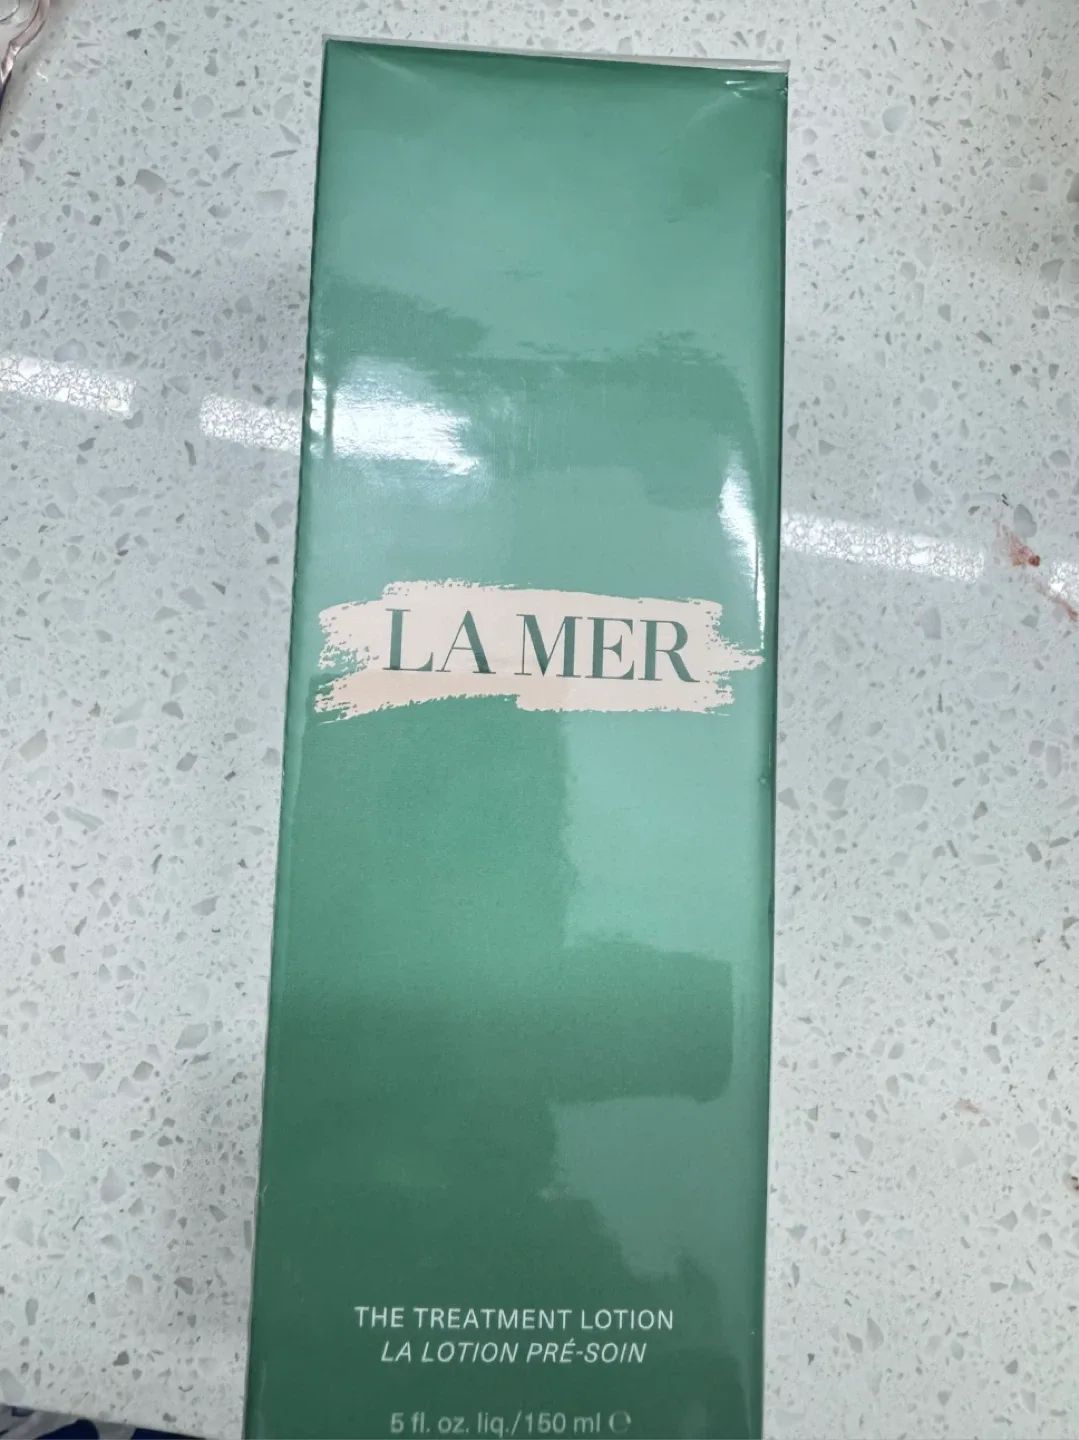 LA MER
THE TREATMENT LOTION
LA LOTION PRÉ-SOIN
5 fl. oz. liq./150 ml ℮